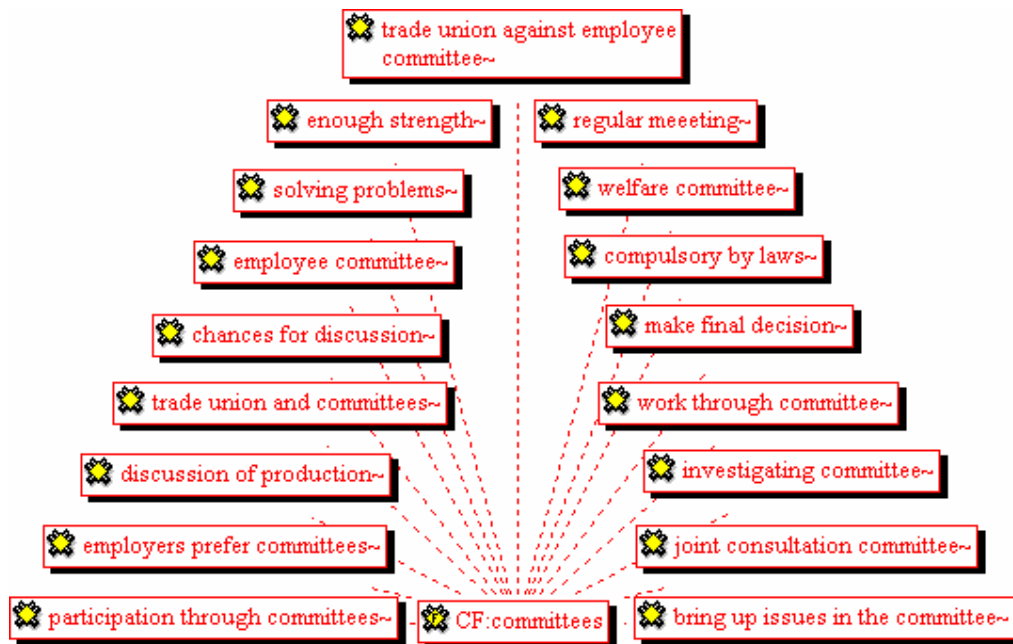 trade union against employee
committee~
enough strength~
regular meeeting~
solving problems~
welfare committee~
employee committee~
compulsory by laws~
chances for discussion~
make final decision~
trade union and committees~
work through committee~
discussion of production~
investigating committee~
employers prefer committees~
joint consultation committee~
participation through committees~
CF:committees
bring up issues in the committee~